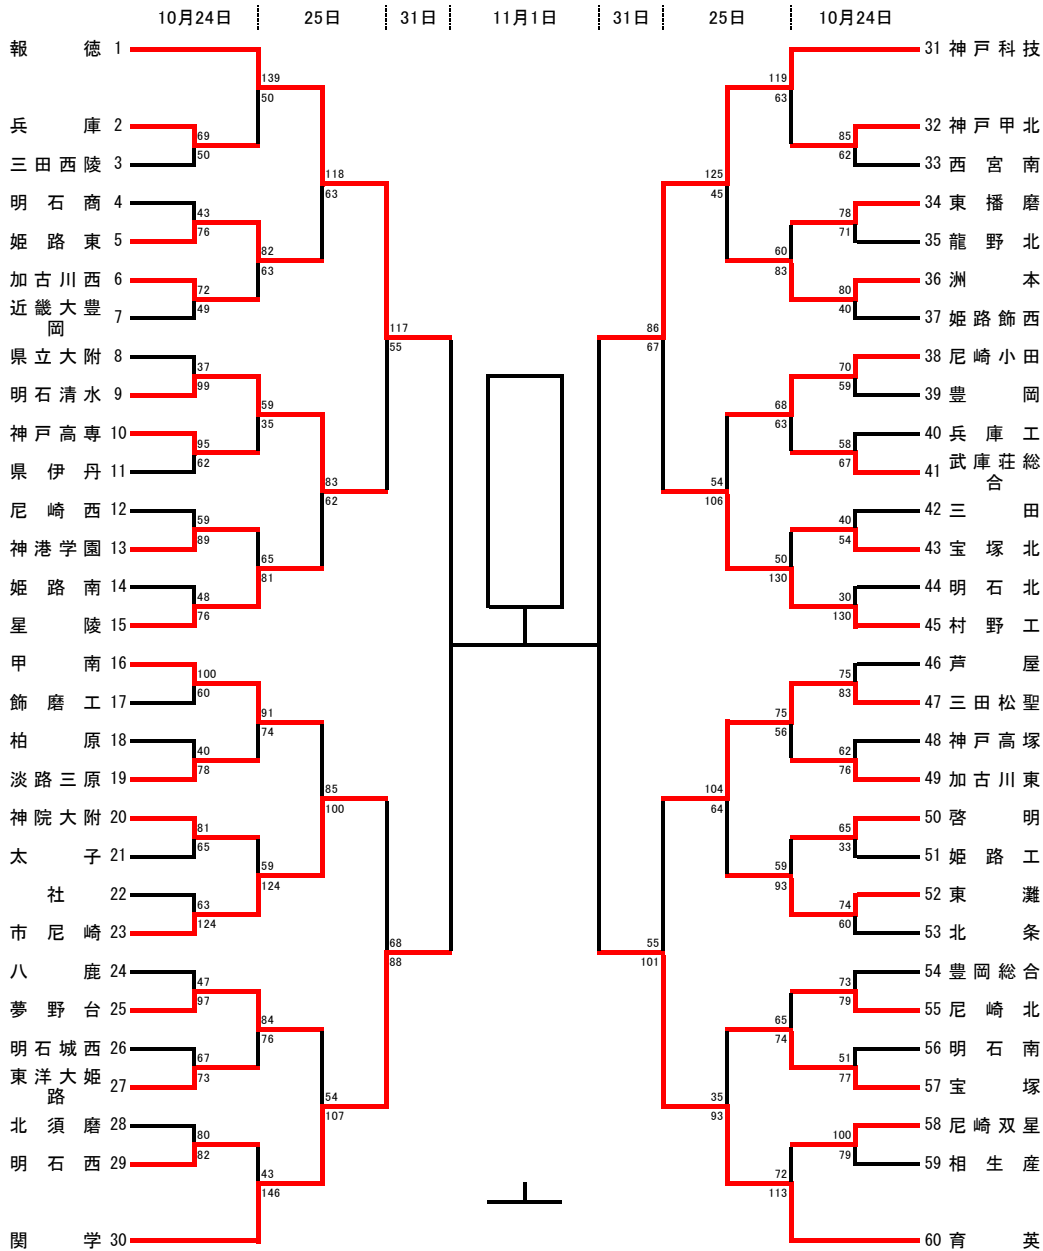 10月24日 25日 31日 11月1日 31日 25日 10月24日
報徳 1
139
50
兵庫 2
69
50
三田西陵 3
118
63
明石商 4
43
76
姫路東 5
82
63
加古川西 6
72
49
近畿大豊岡 7
117
55
県立大附 8
37
99
明石清水 9
59
35
神戸高専 10
95
62
県伊丹 11
83
62
尼崎西 12
59
89
神港学園 13
65
81
姫路南 14
48
76
星陵 15
甲南 16
100
60
飾磨工 17
91
74
柏原 18
40
78
淡路三原 19
85
100
神院大附 20
81
65
太子 21
59
124
社 22
63
124
市尼崎 23
68
88
八鹿 24
47
97
夢野台 25
84
76
明石城西 26
67
73
東洋大姫路 27
54
107
北須磨 28
80
82
明石西 29
43
146
関学 30
31 神戸科技
119
63
32 神戸甲北
85
62
33 西宮南
125
45
34 東播磨
78
71
35 龍野北
60
83
36 洲本
80
40
37 姫路飾西
86
67
38 尼崎小田
70
59
39 豊岡
68
63
40 兵庫工
58
67
41 武庫荘総合
54
106
42 三田
40
54
43 宝塚北
50
130
44 明石北
30
130
45 村野工
46 芦屋
75
83
47 三田松聖
75
56
48 神戸高塚
62
76
49 加古川東
104
64
50 啓明
65
33
51 姫路工
59
93
52 東灘
74
60
53 北条
55
101
54 豊岡総合
73
79
55 尼崎北
65
74
56 明石南
51
77
57 宝塚
35
93
58 尼崎双星
100
79
59 相生産
72
113
60 育英